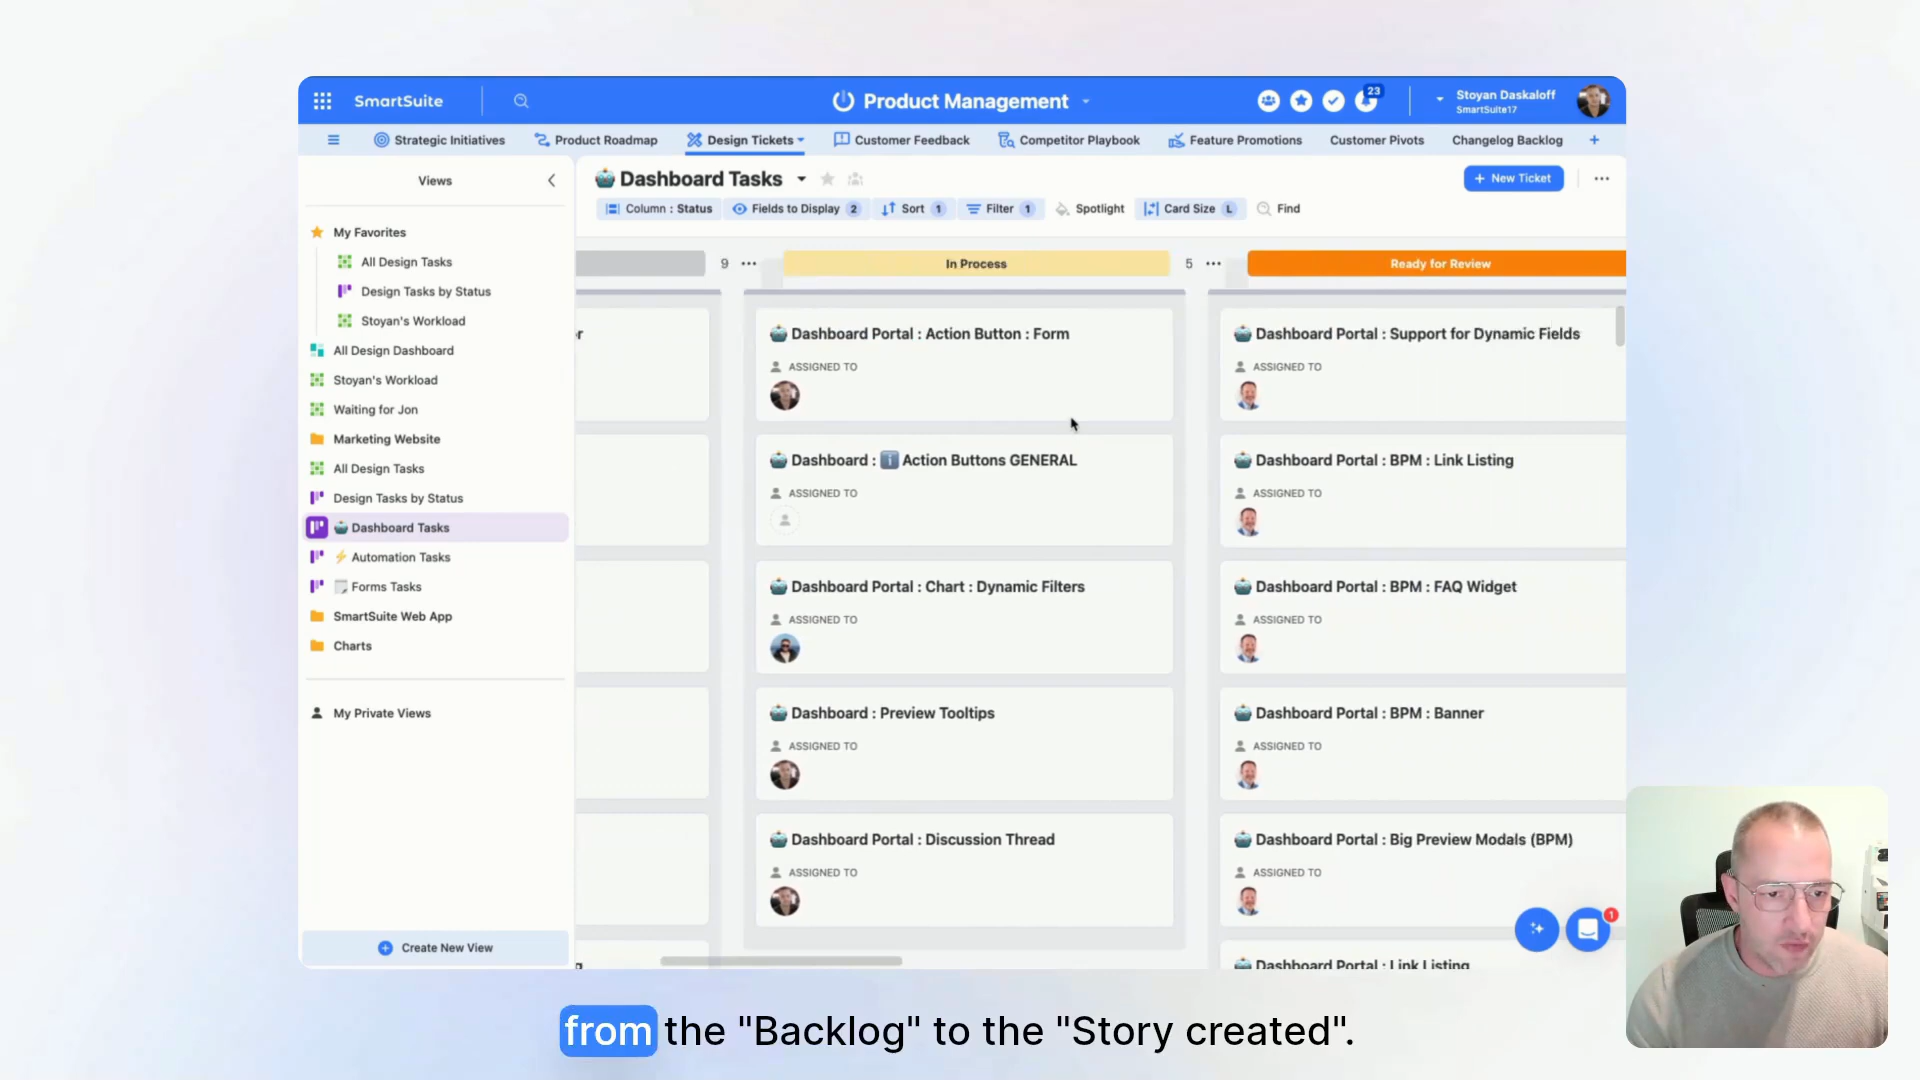 SmartSuite
Product Management
23
Stoyan Daskaloff
SmartSuite17
Strategic Initiatives
Product Roadmap
Design Tickets
Customer Feedback
Competitor Playbook
Feature Promotions
Customer Pivots
Changelog Backlog
Views
My Favorites
All Design Tasks
Design Tasks by Status
Stoyan's Workload
All Design Dashboard
Stoyan's Workload
Waiting for Jon
Marketing Website
All Design Tasks
Design Tasks by Status
Dashboard Tasks
Automation Tasks
Forms Tasks
SmartSuite Web App
Charts
My Private Views
Create New View
Dashboard Tasks
+ New Ticket
Column : Status
Fields to Display 2
Sort 1
Filter 1
Spotlight
Card Size L
Find
9
In Process
Dashboard Portal : Action Button : Form
ASSIGNED TO
Dashboard : ℹ️ Action Buttons GENERAL
ASSIGNED TO
Dashboard Portal : Chart : Dynamic Filters
ASSIGNED TO
Dashboard : Preview Tooltips
ASSIGNED TO
Dashboard Portal : Discussion Thread
ASSIGNED TO
5
Ready for Review
Dashboard Portal : Support for Dynamic Fields
ASSIGNED TO
Dashboard Portal : BPM : Link Listing
ASSIGNED TO
Dashboard Portal : BPM : FAQ Widget
ASSIGNED TO
Dashboard Portal : BPM : Banner
ASSIGNED TO
Dashboard Portal : Big Preview Modals (BPM)
ASSIGNED TO
Dashboard Portal : Link Listing
1
from the "Backlog" to the "Story created".